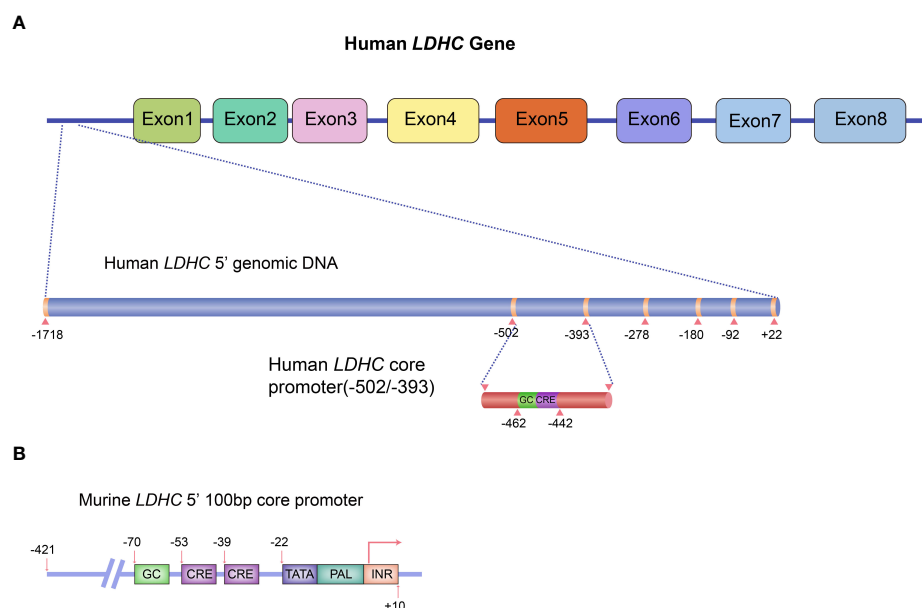 A
Human LDHC Gene
Exon1 Exon2 Exon3 Exon4 Exon5 Exon6 Exon7 Exon8
Human LDHC 5’ genomic DNA
-1718 -502 -393 -278 -180 -92 +22
Human LDHC core
promoter(-502/-393)
GC CRE
-462 -442
B
Murine LDHC 5’ 100bp core promoter
-421 -70 -53 -39 -22
GC CRE CRE TATA PAL INR
+10